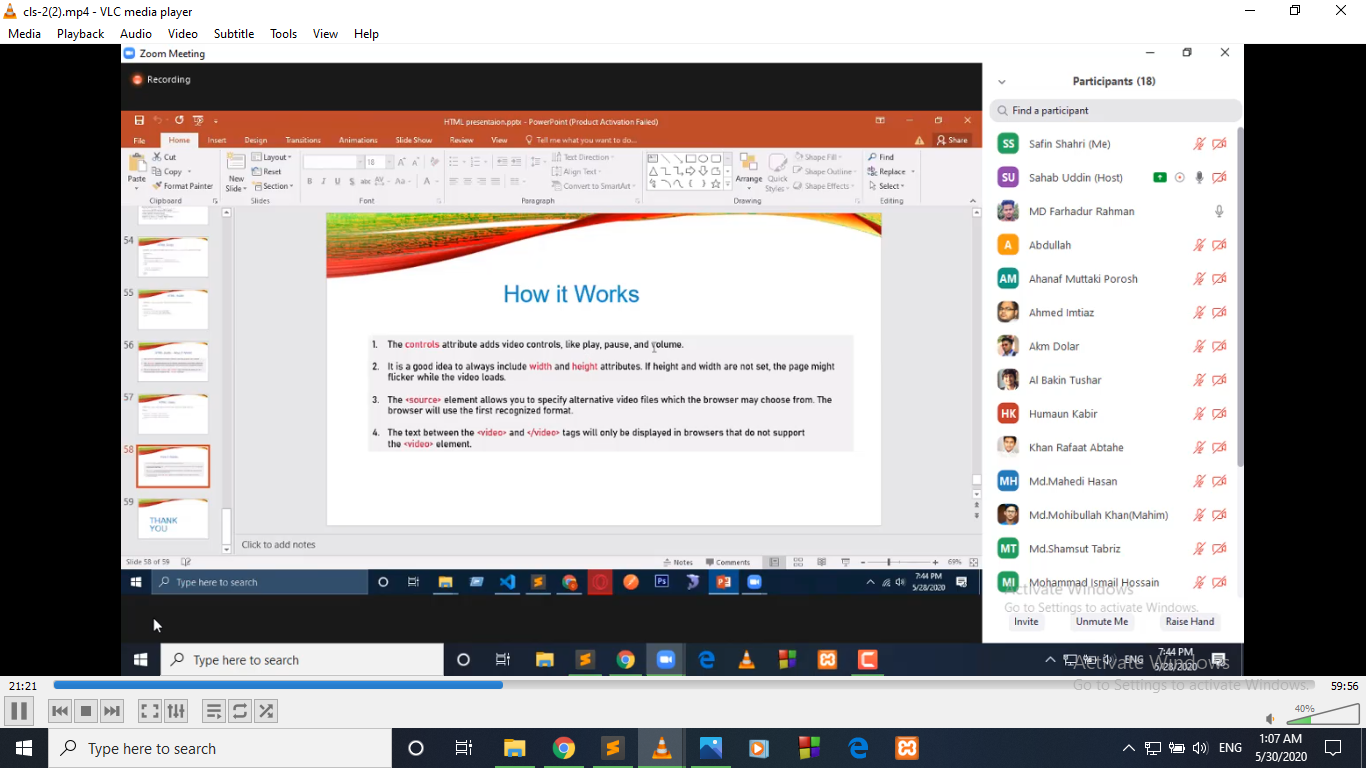 cls-2(2).mp4 - VLC media player
Media Playback Audio Video Subtitle Tools View Help
Zoom Meeting
Recording
HTML presentaion.pptx - PowerPoint (Product Activation Failed)
File Home Insert Design Transitions Animations Slide Show Review View Tell me what you want to do... Share
Paste
Cut
Copy
Format Painter
Clipboard
New Slide
Layout
Reset
Section
Slides
18
Font
Text Direction
Align Text
Convert to SmartArt
Paragraph
Arrange
Quick Styles
Shape Fill
Shape Outline
Shape Effects
Drawing
Find
Replace
Select
Editing
54
55
56
57
58
59
THANK
YOU
How it Works
1. The controls attribute adds video controls, like play, pause, and volume.
2. It is a good idea to always include width and height attributes. If height and width are not set, the page might
flicker while the video loads.
3. The <source> element allows you to specify alternative video files which the browser may choose from. The
browser will use the first recognized format.
4. The text between the <video> and </video> tags will only be displayed in browsers that do not support
the <video> element.
Click to add notes
Slide 58 of 59 Notes Comments 69%
Type here to search
7:44 PM
5/28/2020
Participants (18)
Find a participant
SS Safin Shahri (Me)
SU Sahab Uddin (Host)
MD Farhadur Rahman
A Abdullah
AM Ahanaf Muttaki Porosh
Ahmed Imtiaz
Akm Dolar
Al Bakin Tushar
HK Humaun Kabir
Khan Rafaat Abtahe
MH Md.Mahedi Hasan
Md.Mohibullah Khan(Mahim)
MT Md.Shamsut Tabriz
MI Mohammad Ismail Hossain
Activate Windows
Go to Settings to activate Windows.
Invite Unmute Me Raise Hand
Type here to search
ENG
7:44 PM
5/28/2020
Activate Windows
Go to Settings to activate Windows.
21:21 59:56
40%
Type here to search
ENG
1:07 AM
5/30/2020